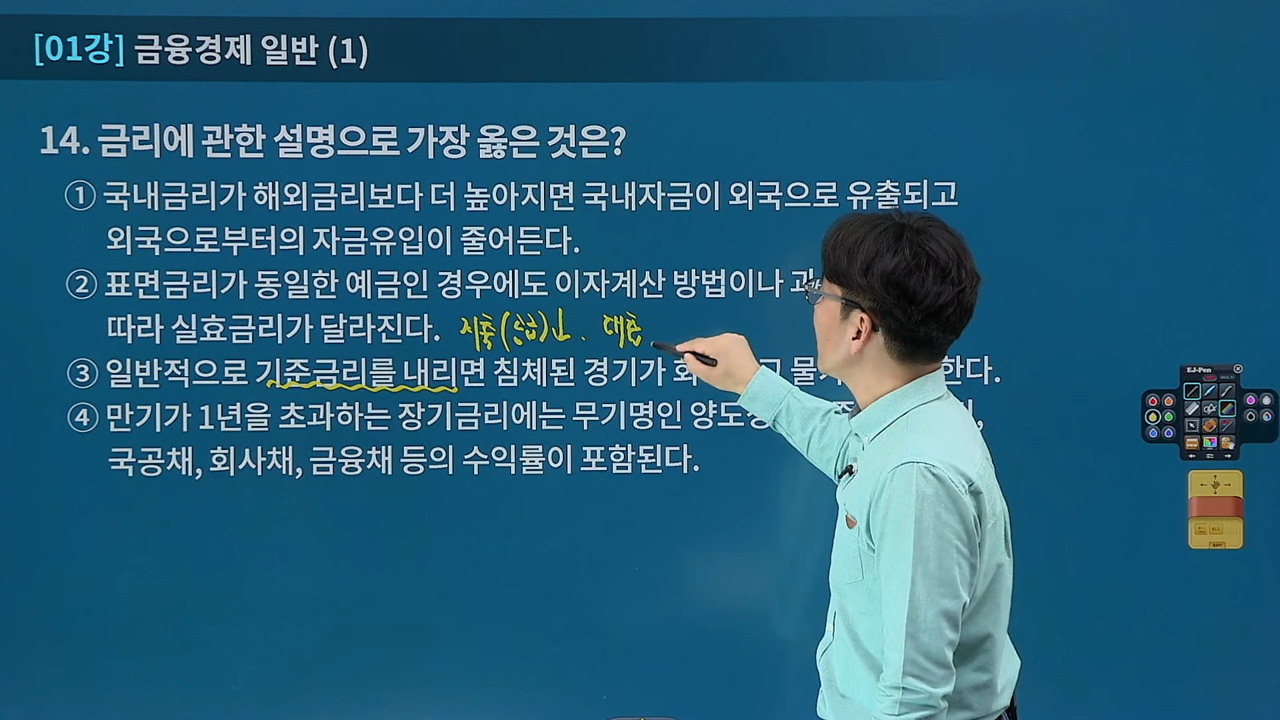 [01강] 금융경제 일반 (1)
14. 금리에 관한 설명으로 가장 옳은 것은?
① 국내금리가 해외금리보다 더 높아지면 국내자금이 외국으로 유출되고
외국으로부터의 자금유입이 줄어든다.
② 표면금리가 동일한 예금인 경우에도 이자계산 방법이나
따라 실효금리가 달라진다.
③ 일반적으로 기준금리를 내리면 침체된 경기가
④ 만기가 1년을 초과하는 장기금리에는 무기명인
국공채, 회사채, 금융채 등의 수익률이 포함된다.
EJ-Pen